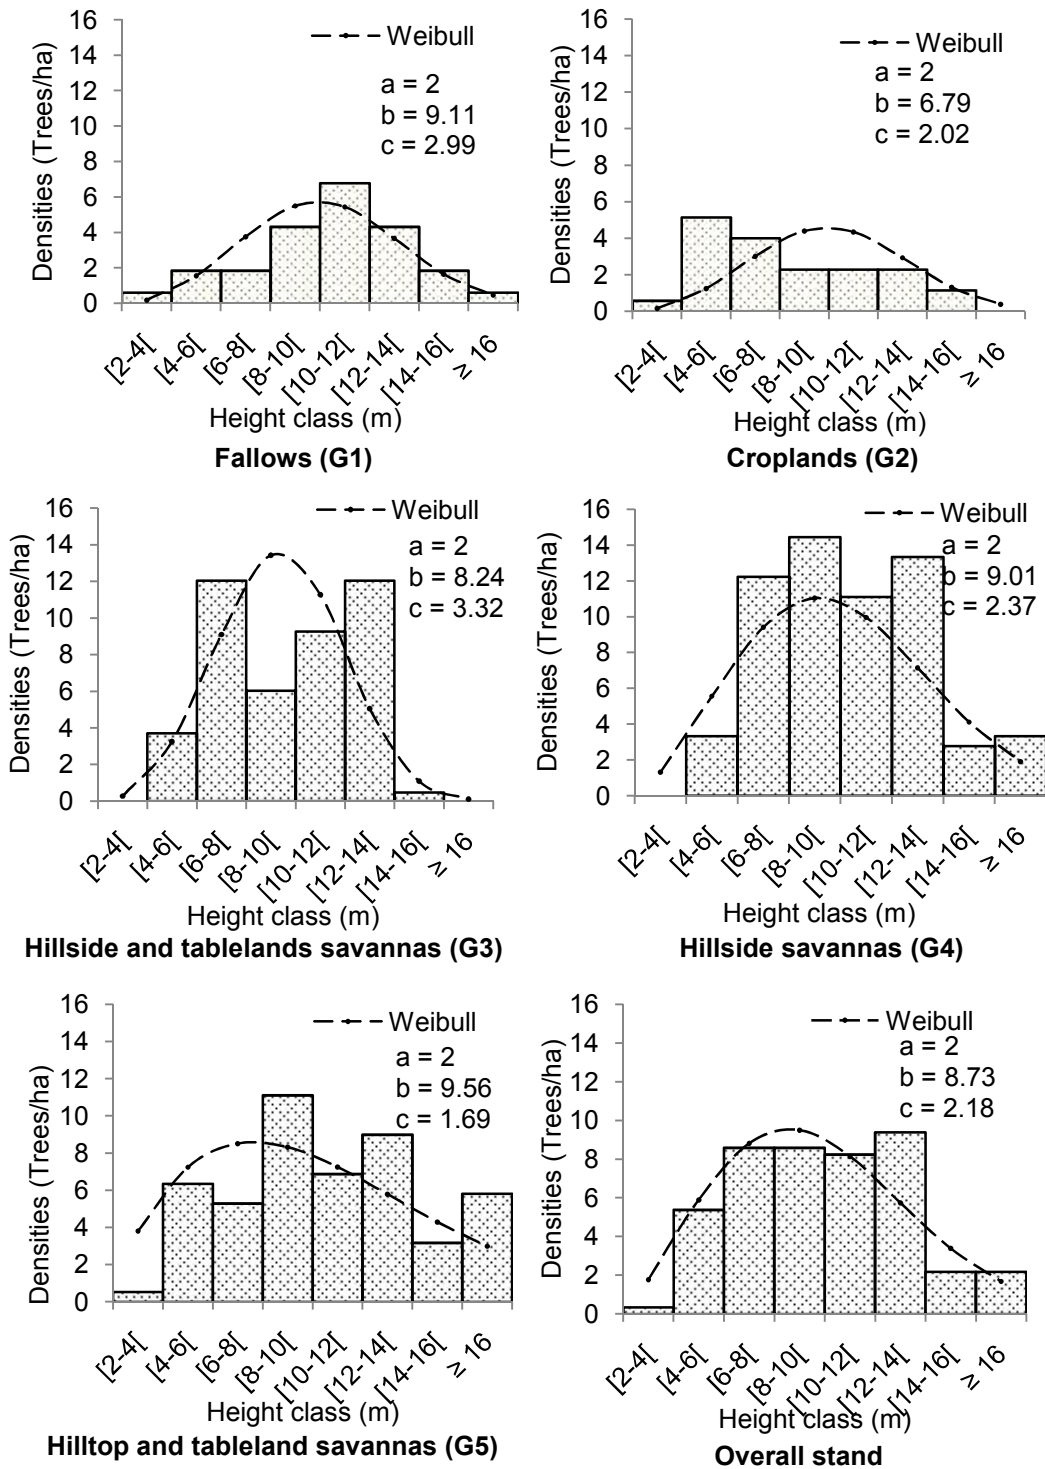 Densities (Trees/ha)
16
14
12
10
8
6
4
2
0
Weibull
a = 2
b = 9.11
c = 2.99
[2-4[
[4-6[
[6-8[
[8-10[
[10-12[
[12-14[
[14-16[
≥ 16
Height class (m)
Fallows (G1)
Densities (Trees/ha)
16
14
12
10
8
6
4
2
0
Weibull
a = 2
b = 6.79
c = 2.02
[2-4[
[4-6[
[6-8[
[8-10[
[10-12[
[12-14[
[14-16[
≥ 16
Height class (m)
Croplands (G2)
Densities (Trees/ha)
16
14
12
10
8
6
4
2
0
Weibull
a = 2
b = 8.24
c = 3.32
[2-4[
[4-6[
[6-8[
[8-10[
[10-12[
[12-14[
[14-16[
≥ 16
Height class (m)
Hillside and tablelands savannas (G3)
Densities (Trees/ha)
16
14
12
10
8
6
4
2
0
Weibull
a = 2
b = 9.01
c = 2.37
[2-4[
[4-6[
[6-8[
[8-10[
[10-12[
[12-14[
[14-16[
≥ 16
Height class (m)
Hillside savannas (G4)
Densities (Trees/ha)
16
14
12
10
8
6
4
2
0
Weibull
a = 2
b = 9.56
c = 1.69
[2-4[
[4-6[
[6-8[
[8-10[
[10-12[
[12-14[
[14-16[
≥ 16
Height class (m)
Hilltop and tableland savannas (G5)
Densities (Trees/ha)
16
14
12
10
8
6
4
2
0
Weibull
a = 2
b = 8.73
c = 2.18
[2-4[
[4-6[
[6-8[
[8-10[
[10-12[
[12-14[
[14-16[
≥ 16
Height class (m)
Overall stand